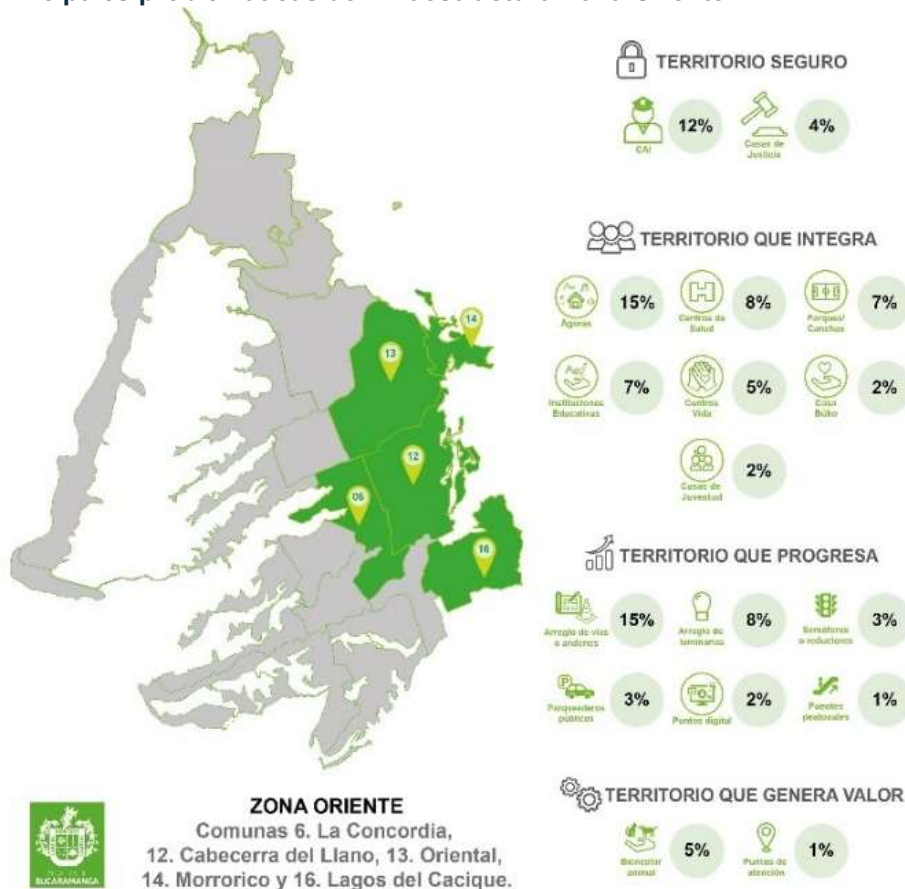 TERRITORIO SEGURO
CAI
12%
Casas de
Justicia
4%
TERRITORIO QUE INTEGRA
Ágoras
15%
Centros de
Salud
8%
Parques/
Canchas
7%
Instituciones
Educativas
7%
Centros
Vida
5%
Casa
Búho
2%
Casas de
Juventud
2%
TERRITORIO QUE PROGRESA
Arreglo de vías
o andenes
15%
Arreglo de
luminarias
8%
Semáforos
o reductores
3%
Parqueaderos
públicos
3%
Puntos digital
2%
Puentes
peatonales
1%
TERRITORIO QUE GENERA VALOR
Bienestar
animal
5%
Puntos de
atención
1%
14
13
12
06
16
BUCARAMANGA
ZONA ORIENTE
Comunas 6. La Concordia,
12. Cabecerra del Llano, 13. Oriental,
14. Morrorico y 16. Lagos del Cacique.